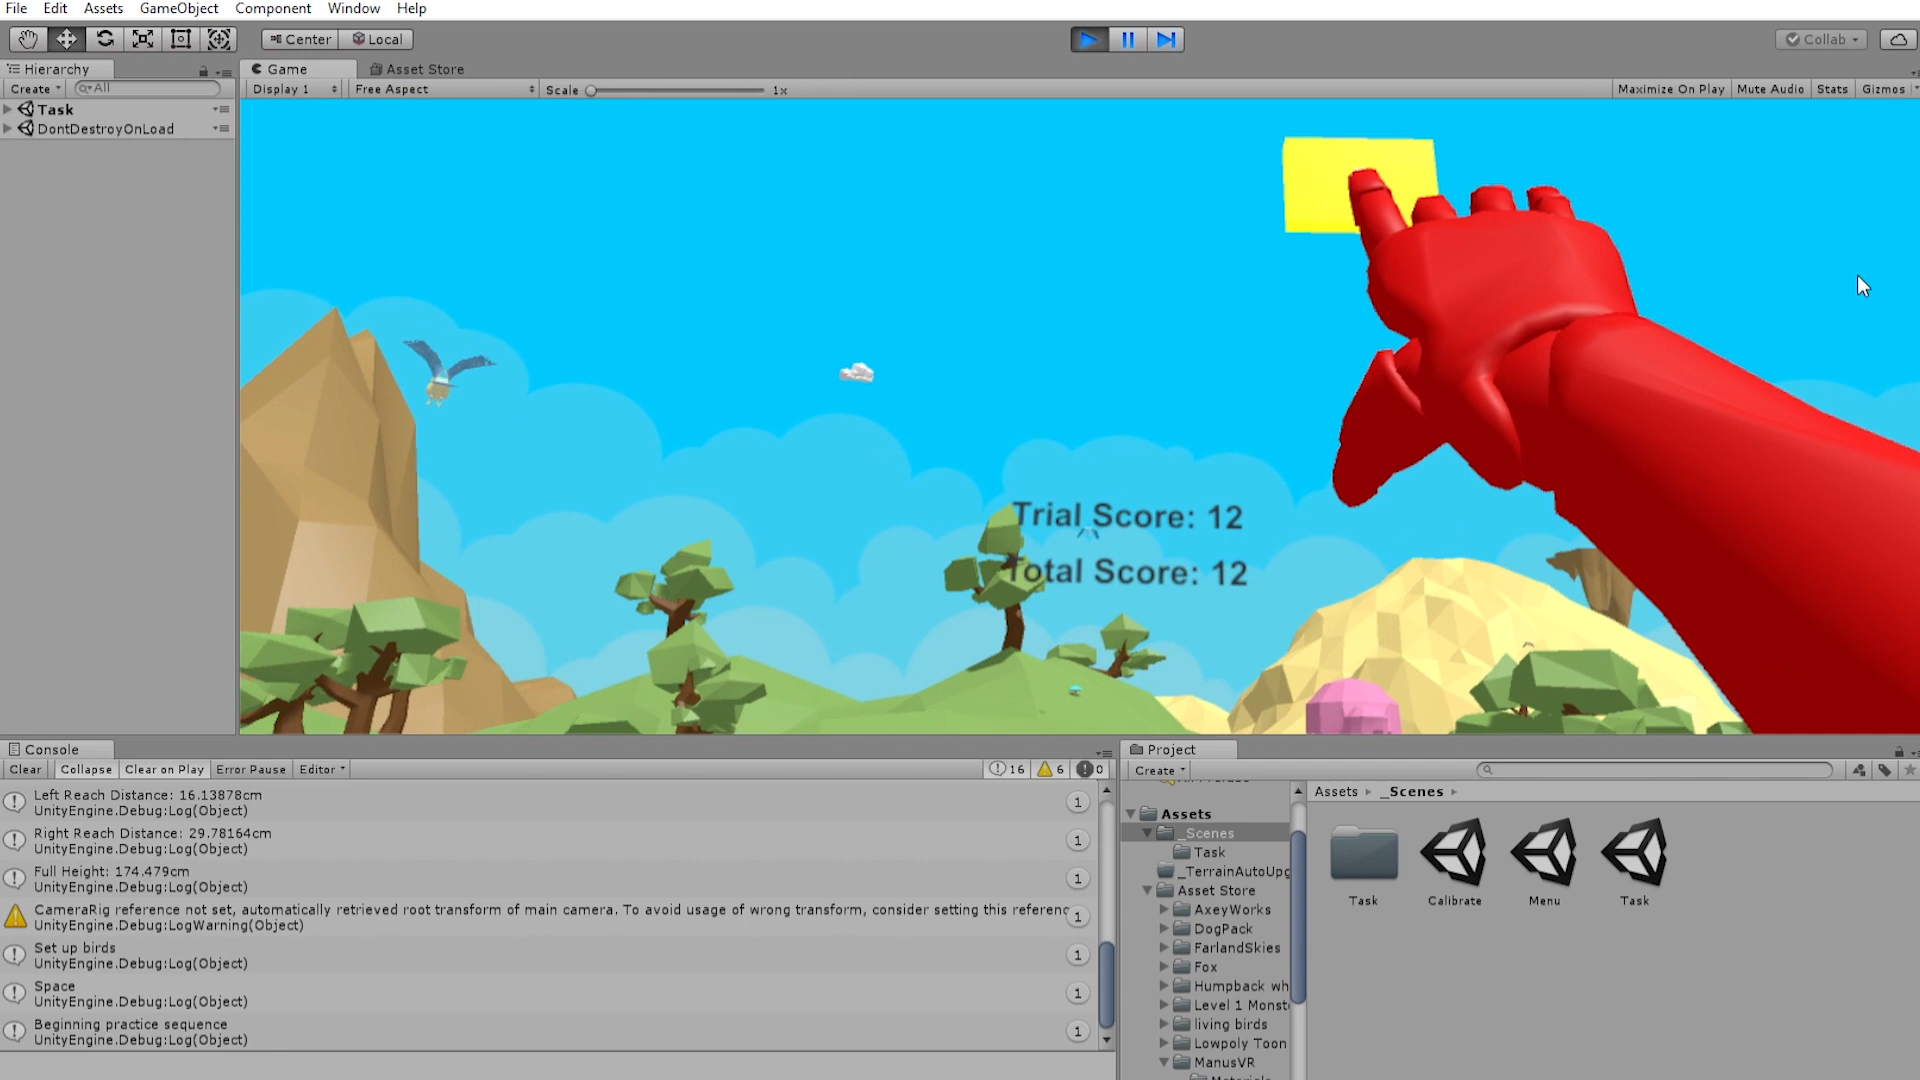 File Edit Assets GameObject Component Window Help
Center Local
Collab
Hierarchy
Game Asset Store
Create All
Display 1 Free Aspect Scale 1x
Maximize On Play Mute Audio Stats Gizmos
Task
DontDestroyOnLoad
Trial Score: 12
Total Score: 12
Console
Clear Collapse Clear on Play Error Pause Editor 16 6 0
Left Reach Distance: 16.13878cm
UnityEngine.Debug:Log(Object)
1
Right Reach Distance: 29.78164cm
UnityEngine.Debug:Log(Object)
1
Full Height: 174.479cm
UnityEngine.Debug:Log(Object)
1
CameraRig reference not set, automatically retrieved root transform of main camera. To avoid usage of wrong transform, consider setting this referenc
UnityEngine.Debug:LogWarning(Object)
1
Set up birds
UnityEngine.Debug:Log(Object)
1
Space
UnityEngine.Debug:Log(Object)
1
Beginning practice sequence
UnityEngine.Debug:Log(Object)
1
Project
Create
Assets
_Scenes
Task
_TerrainAutoUpg
Asset Store
AxeyWorks
DogPack
FarlandSkies
Fox
Humpback wh
Level 1 Monst
living birds
Lowpoly Toon
ManusVR
Assets _Scenes
Task Calibrate Menu Task